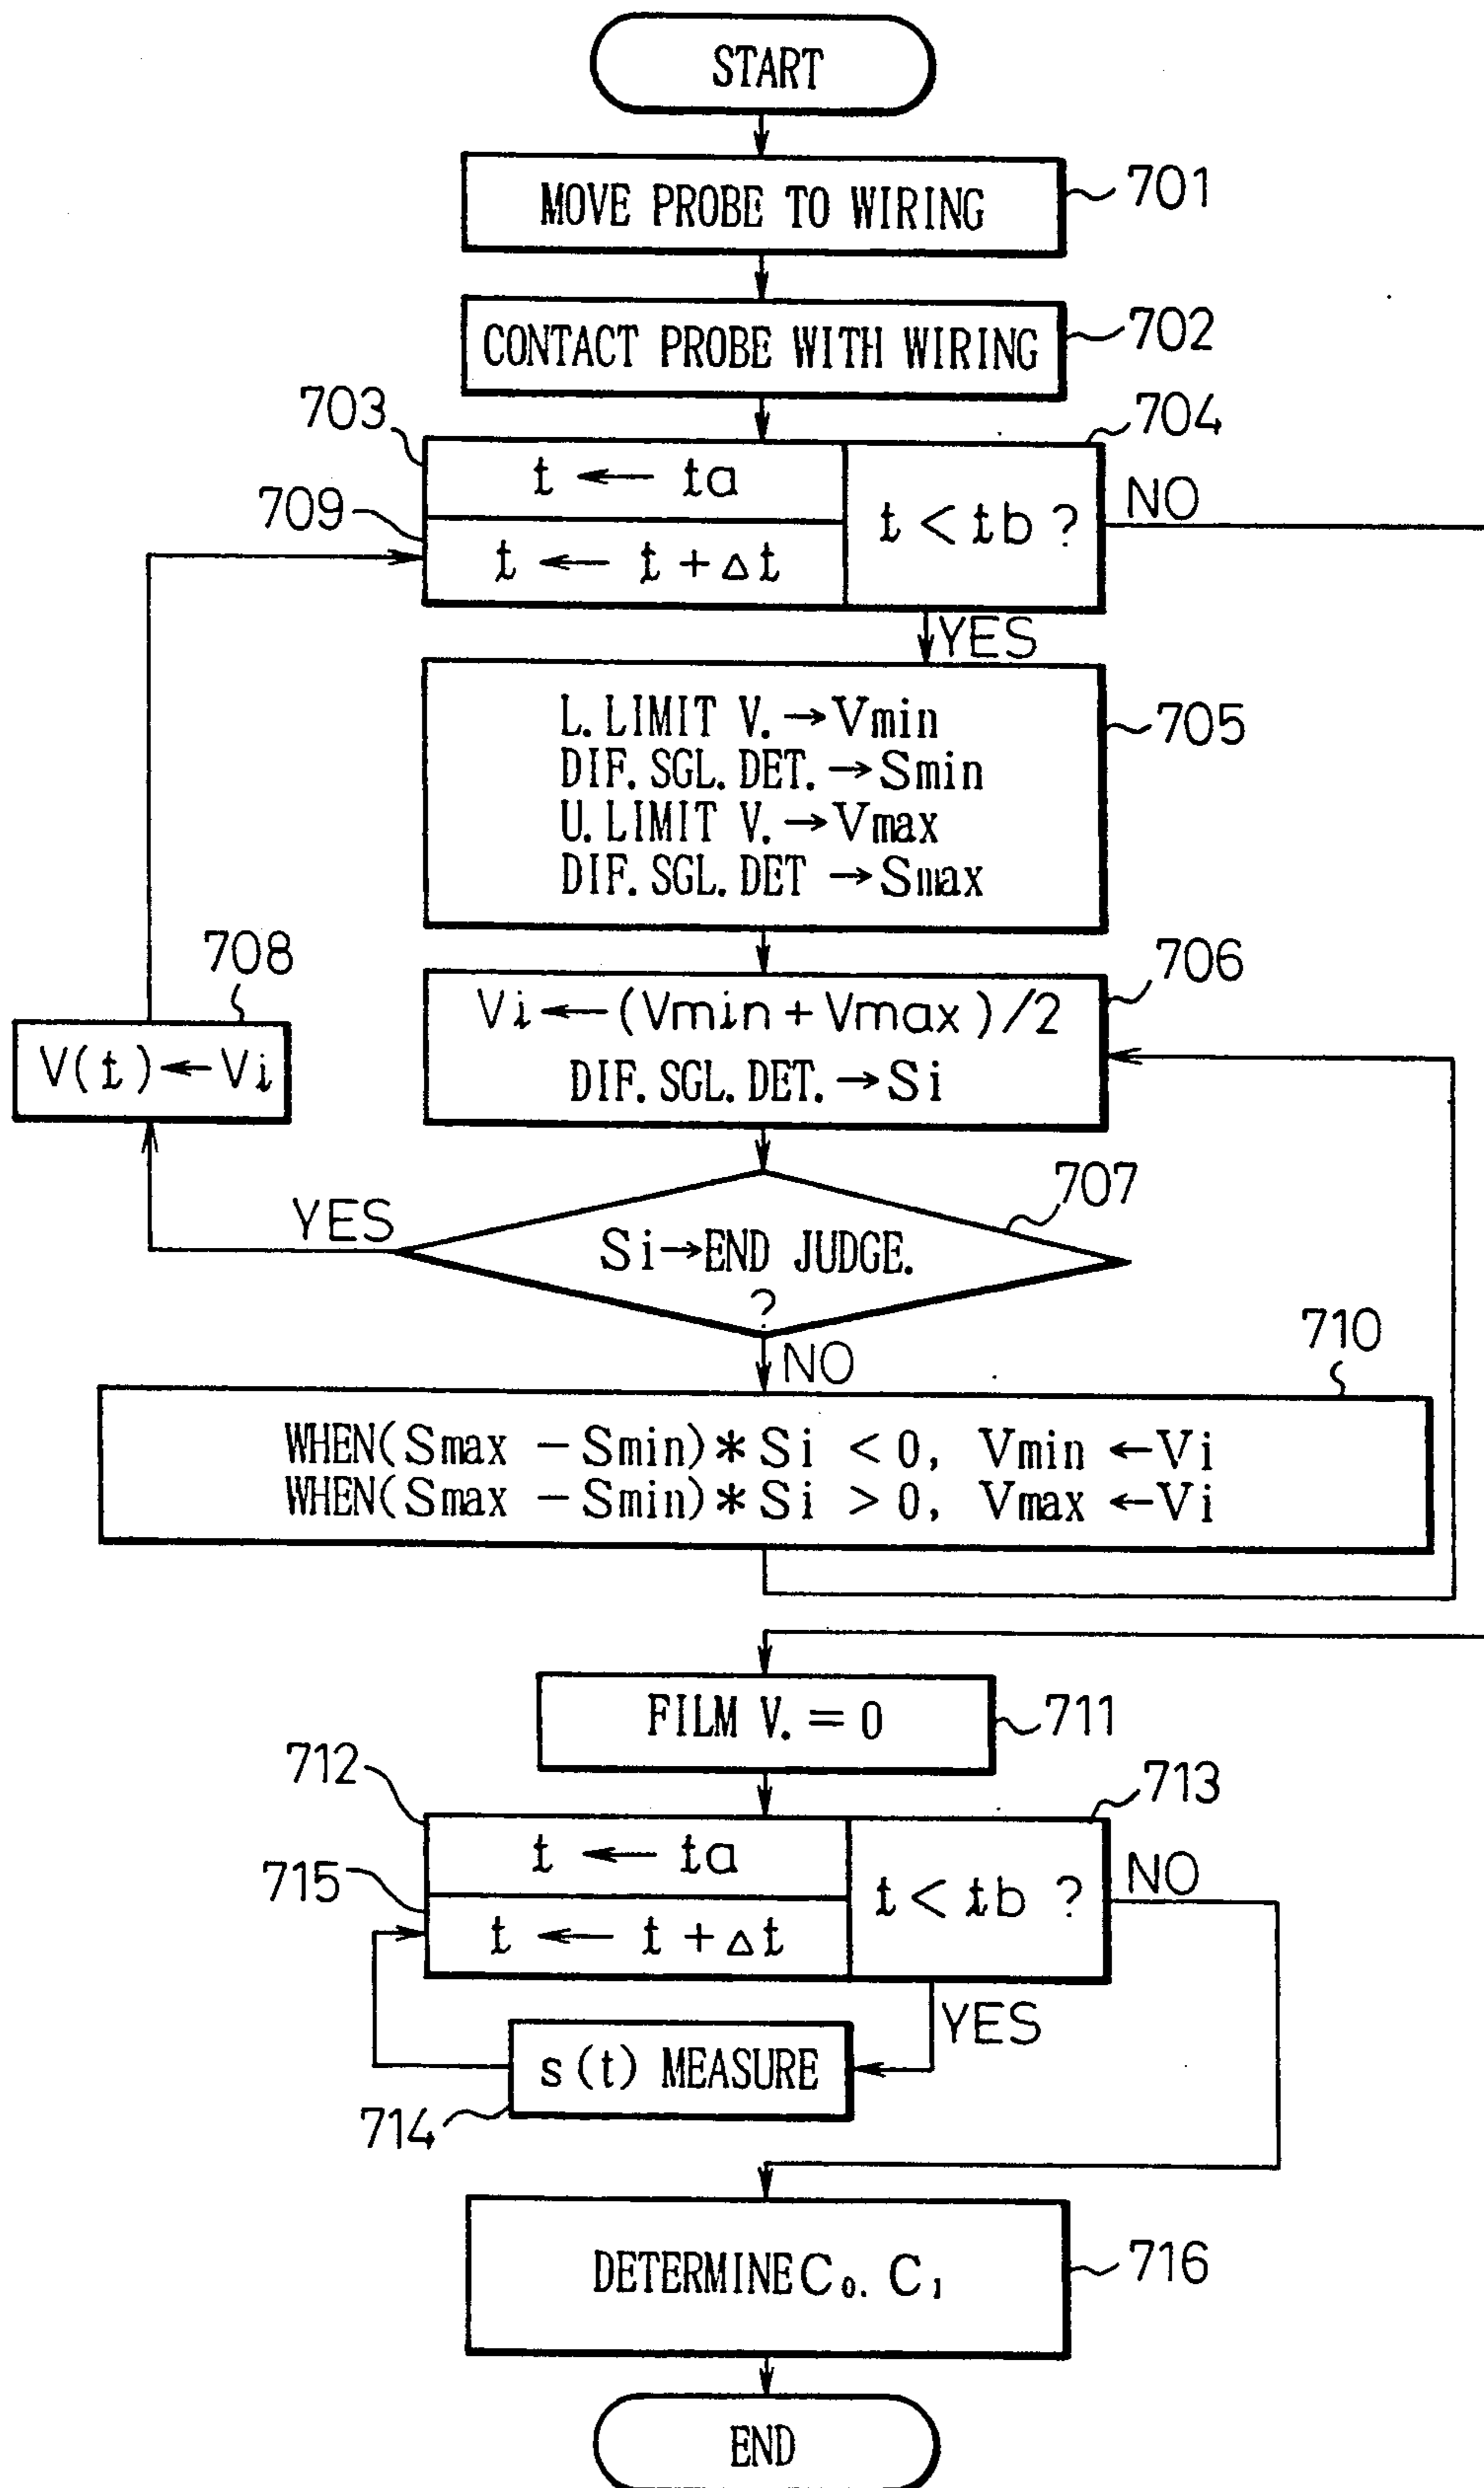 START
MOVE PROBE TO WIRING
701
CONTACT PROBE WITH WIRING
702
703
704
t ← ta
t < tb ?
NO
709
t ← t + Δt
YES
L. LIMIT V. → Vmin
DIF. SGL. DET. → Smin
U. LIMIT V. → Vmax
DIF. SGL. DET → Smax
705
708
706
Vi ← (Vmin + Vmax) / 2
V(t) ← Vi
DIF. SGL. DET. → Si
707
YES
Si → END JUDGE.
?
NO
710
WHEN (Smax − Smin) * Si < 0, Vmin ← Vi
WHEN (Smax − Smin) * Si > 0, Vmax ← Vi
FILM V. = 0
711
712
713
t ← ta
t < tb ?
NO
715
t ← t + Δt
YES
s(t) MEASURE
714
DETERMINE C₀. C₁
716
END